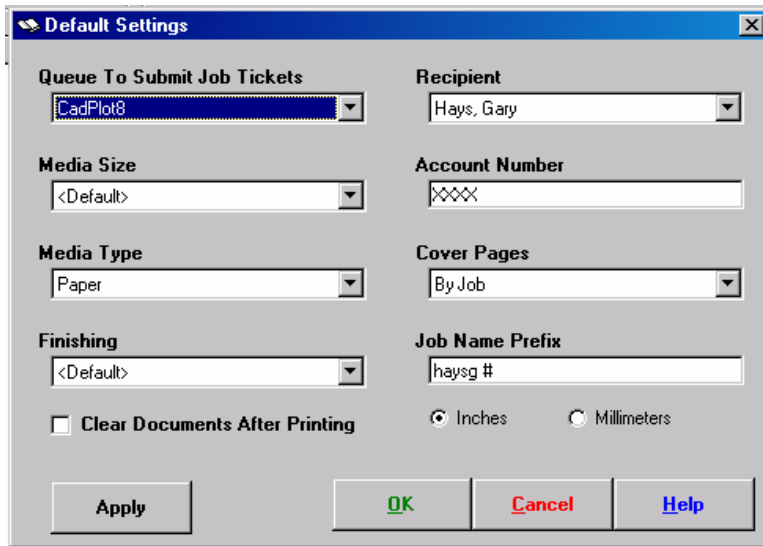 Default Settings
Queue To Submit Job Tickets
CadPlot8
Recipient
Hays, Gary
Media Size
<Default>
Account Number
XXXX
Media Type
Paper
Cover Pages
By Job
Finishing
<Default>
Job Name Prefix
haysg #
Clear Documents After Printing
Inches
Millimeters
Apply
OK
Cancel
Help